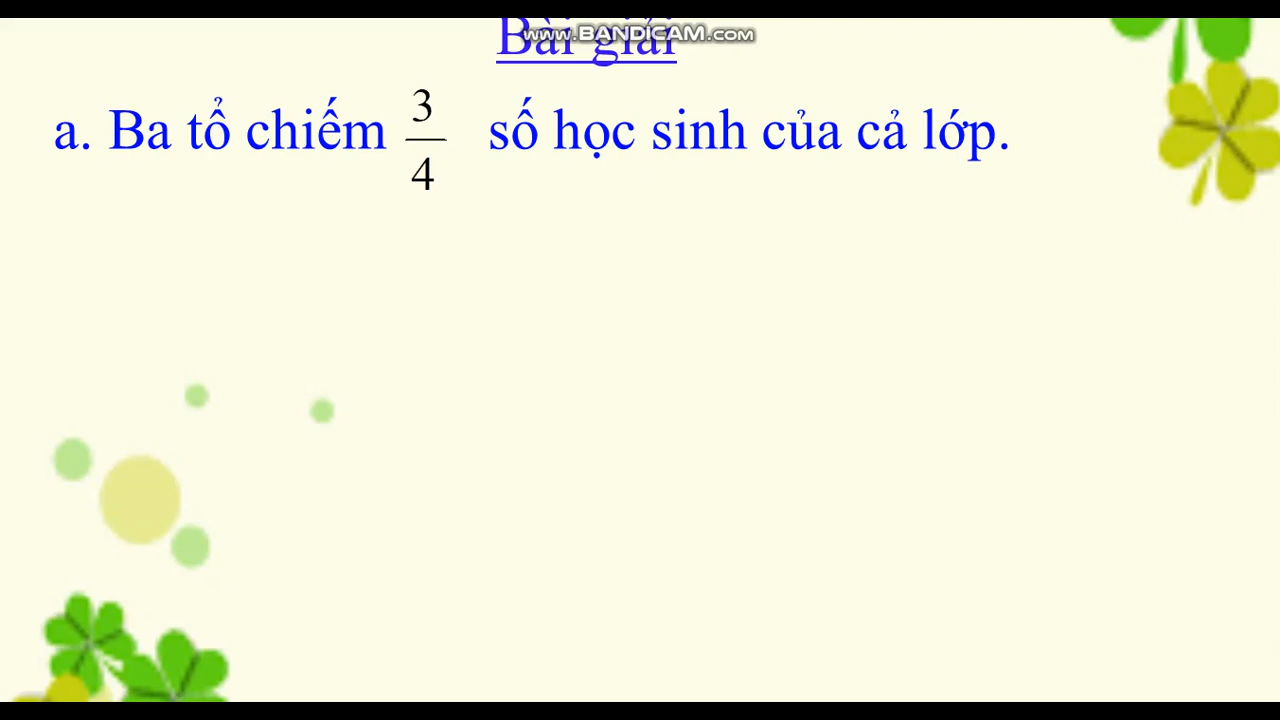 Bài giải
www.BANDICAM.com
a. Ba tổ chiếm 3/4 số học sinh của cả lớp.